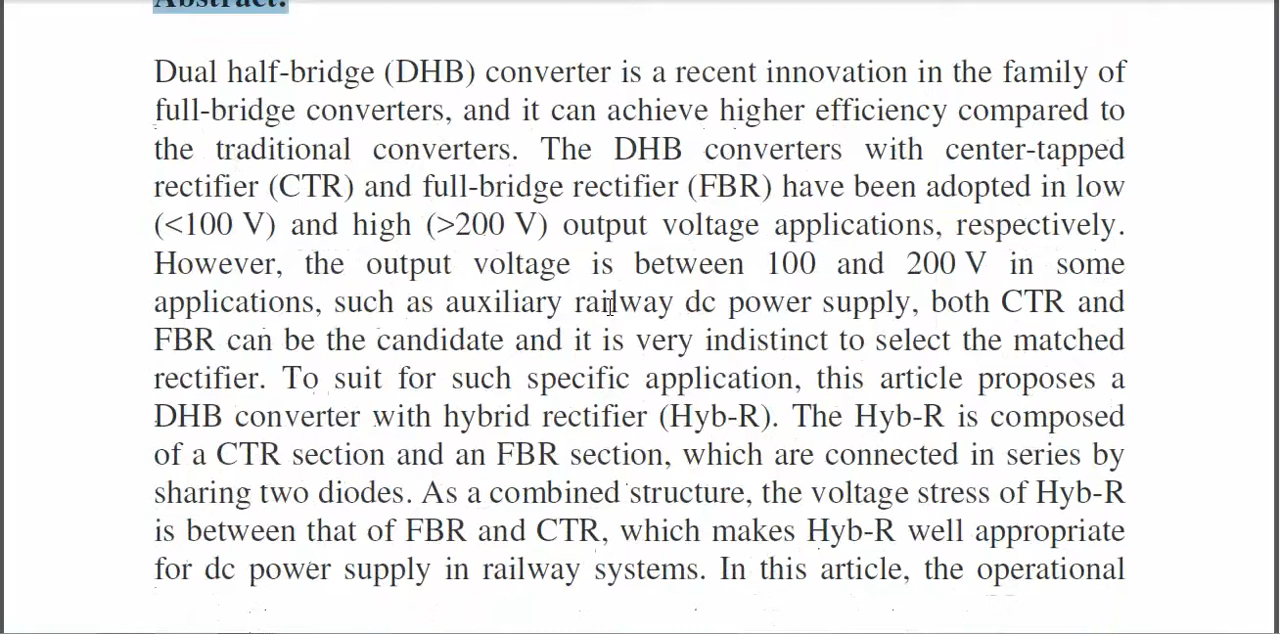 Abstract:
Dual half-bridge (DHB) converter is a recent innovation in the family of
full-bridge converters, and it can achieve higher efficiency compared to
the traditional converters. The DHB converters with center-tapped
rectifier (CTR) and full-bridge rectifier (FBR) have been adopted in low
(<100 V) and high (>200 V) output voltage applications, respectively.
However, the output voltage is between 100 and 200 V in some
applications, such as auxiliary railway dc power supply, both CTR and
FBR can be the candidate and it is very indistinct to select the matched
rectifier. To suit for such specific application, this article proposes a
DHB converter with hybrid rectifier (Hyb-R). The Hyb-R is composed
of a CTR section and an FBR section, which are connected in series by
sharing two diodes. As a combined structure, the voltage stress of Hyb-R
is between that of FBR and CTR, which makes Hyb-R well appropriate
for dc power supply in railway systems. In this article, the operational